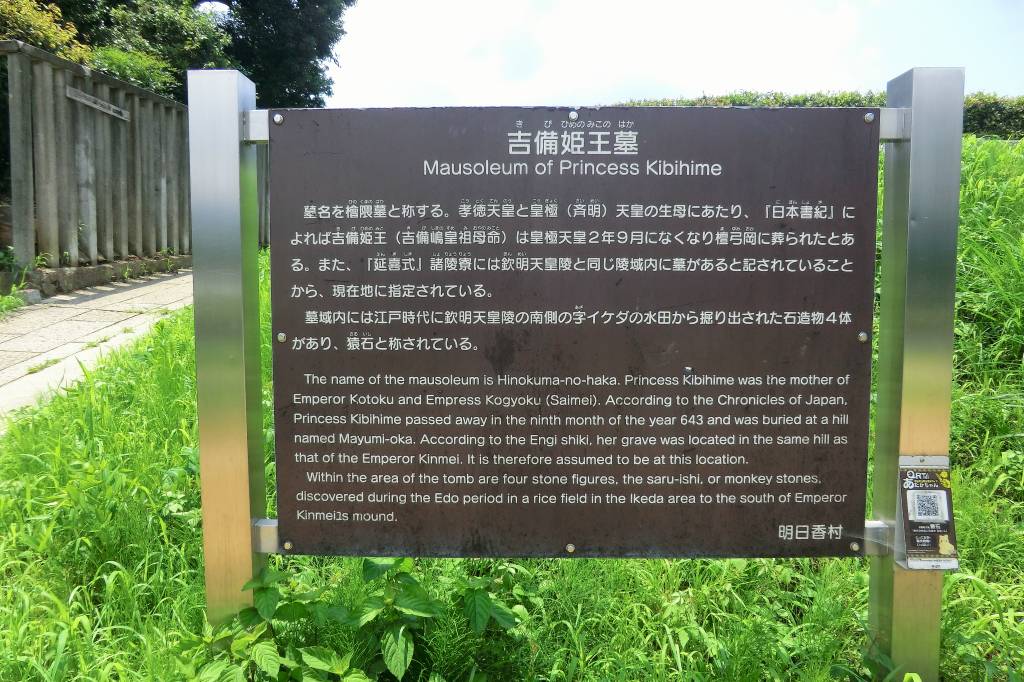 き び ひめの みこの はか
吉備姫王墓
Mausoleum of Princess Kibihime
墓名を檜隈墓と称する。孝徳天皇と皇極（斉明）天皇の生母にあたり、『日本書紀』に
よれば吉備姫王（吉備嶋皇祖母命）は皇極天皇２年９月になくなり檀弓岡に葬られたとあ
る。また、『延喜式』諸陵寮には欽明天皇陵と同じ陵域内に墓があると記されていること
から、現在地に指定されている。
墓域内には江戸時代に欽明天皇陵の南側の字イケダの水田から掘り出された石造物４体
があり、猿石と称されている。
The name of the mausoleum is Hinokuma-no-haka. Princess Kibihime was the mother of
Emperor Kotoku and Empress Kogyoku (Saimei). According to the Chronicles of Japan,
Princess Kibihime passed away in the ninth month of the year 643 and was buried at a hill
named Mayumi-oka. According to the Engi shiki, her grave was located in the same hill as
that of the Emperor Kinmei. It is therefore assumed to be at this location.
Within the area of the tomb are four stone figures, the saru-ishi, or monkey stones,
discovered during the Edo period in a rice field in the Ikeda area to the south of Emperor
Kinmei1s mound.
明日香村
QRTで